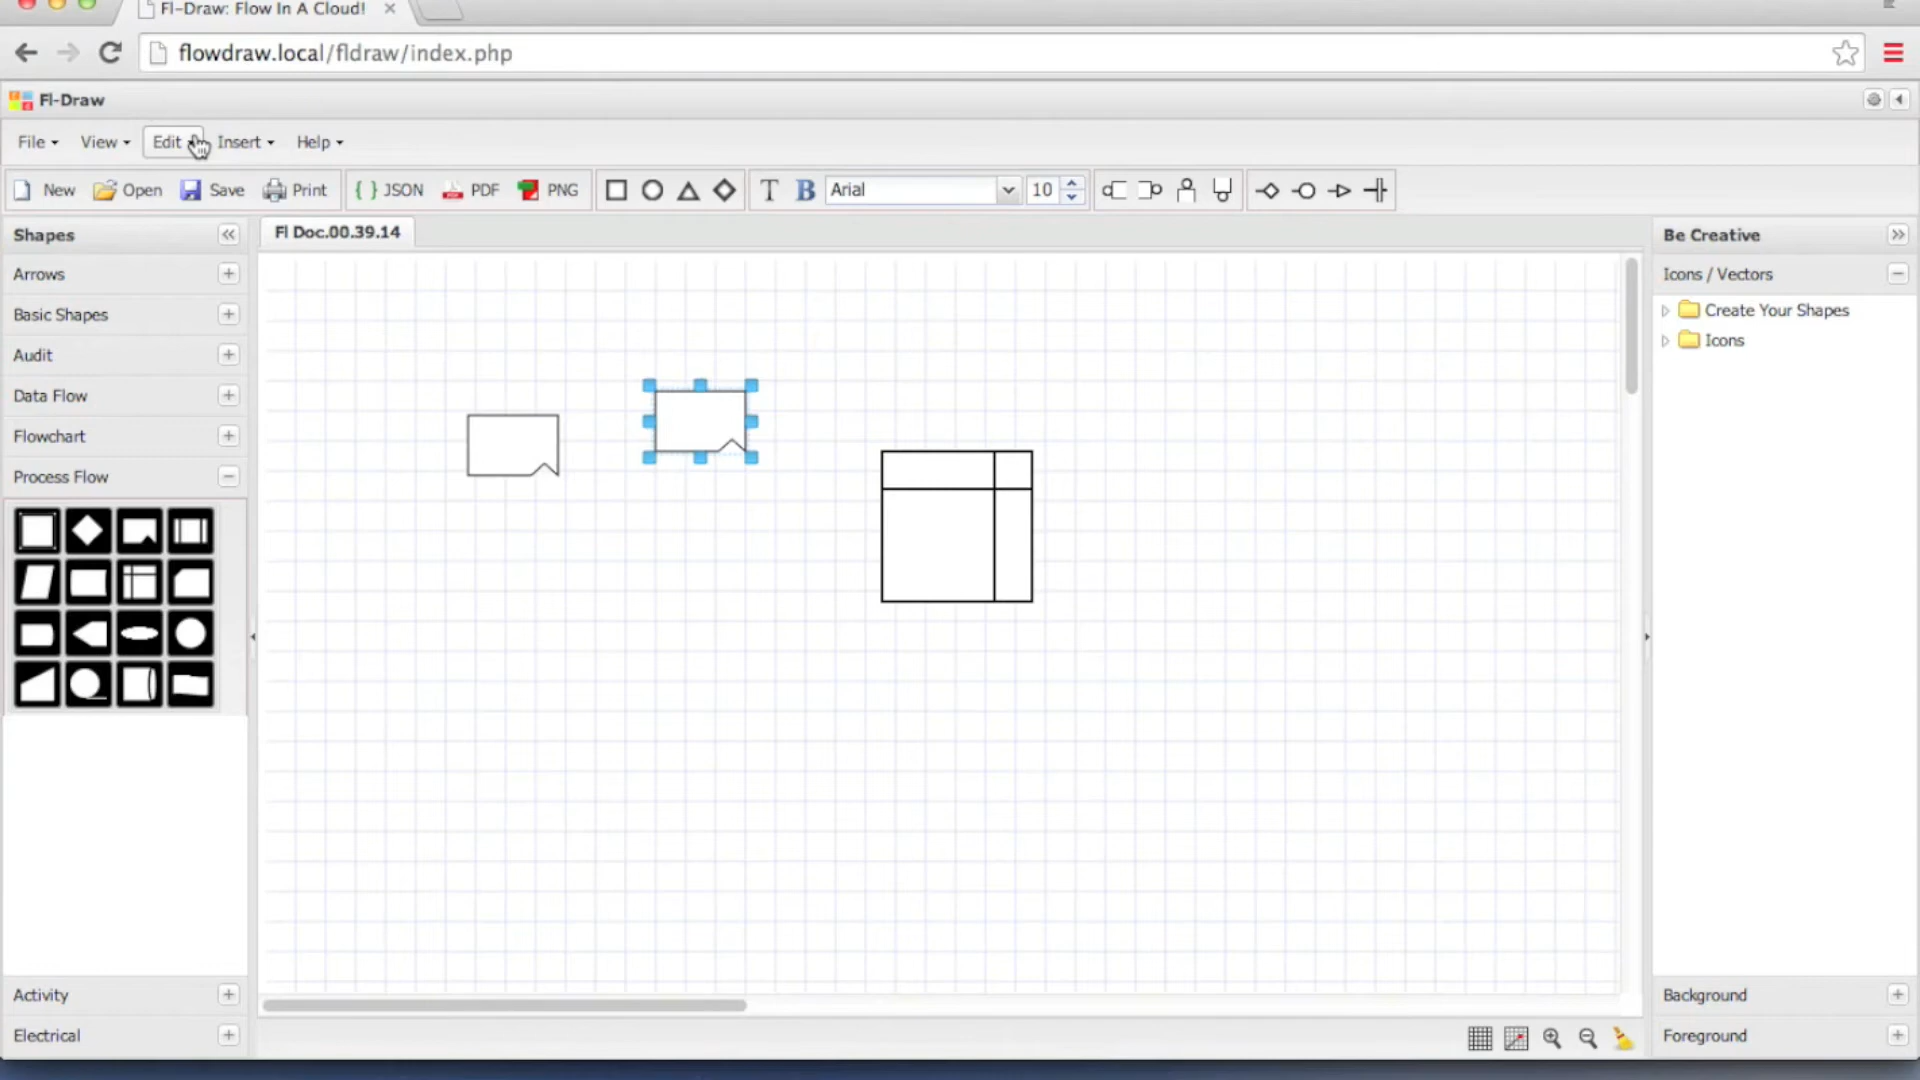 Fl-Draw: Flow In A Cloud!
flowdraw.local/fldraw/index.php
Fl-Draw
File View Edit Insert Help
New Open Save Print { } JSON PDF PNG T B Arial 10
Shapes
Fl Doc.00.39.14
Be Creative
Arrows
Icons / Vectors
Basic Shapes
Create Your Shapes
Icons
Audit
Data Flow
Flowchart
Process Flow
Activity
Background
Electrical
Foreground